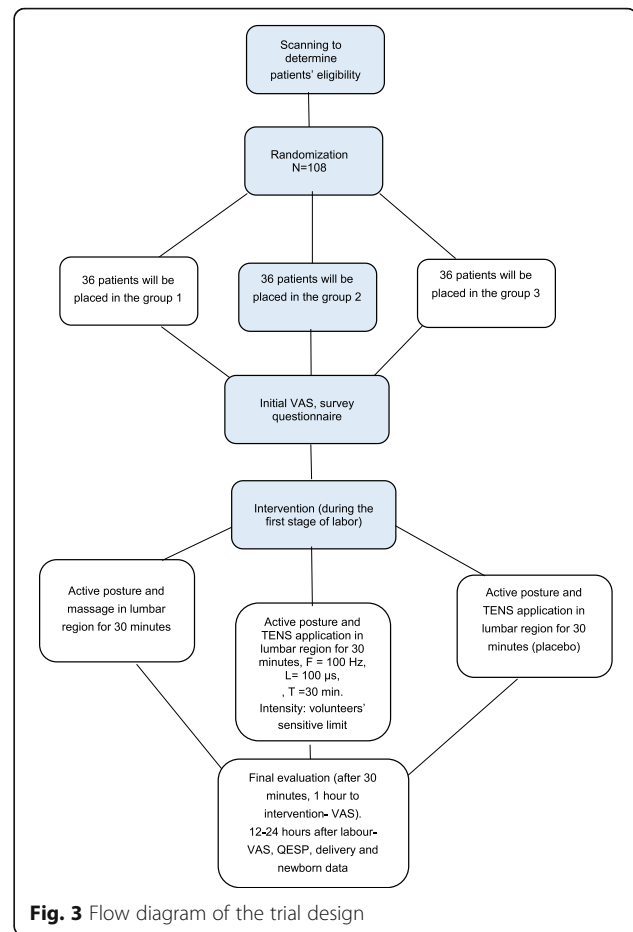 Scanning to
determine
patients’ eligibility
Randomization
N=108
36 patients will be
placed in the group 1
36 patients will be
placed in the group 2
36 patients will be
placed in the group 3
Initial VAS, survey
questionnaire
Intervention (during the
first stage of labor)
Active posture and
massage in lumbar
region for 30 minutes
Active posture and
TENS application in
lumbar region for 30
minutes, F = 100 Hz,
L= 100 µs,
, T =30 min.
Intensity: volunteers’
sensitive limit
Active posture and
TENS application in
lumbar region for 30
minutes (placebo)
Final evaluation (after 30
minutes, 1 hour to
intervention- VAS).
12-24 hours after labour-
VAS, QESP, delivery and
newborn data
Fig. 3 Flow diagram of the trial design